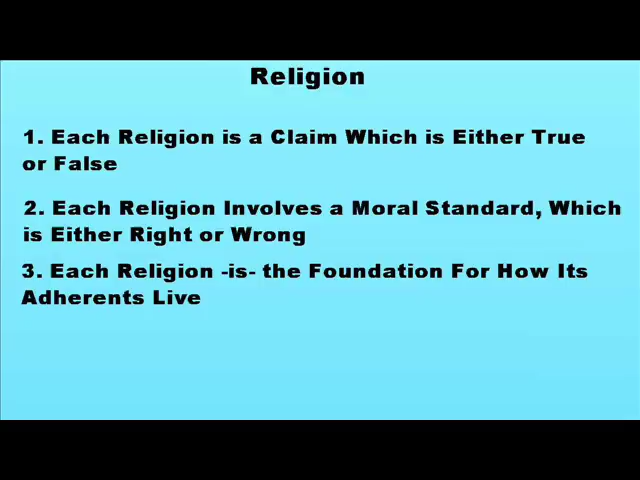 Religion
1. Each Religion is a Claim Which is Either True
or False
2. Each Religion Involves a Moral Standard, Which
is Either Right or Wrong
3. Each Religion -is- the Foundation For How Its
Adherents Live